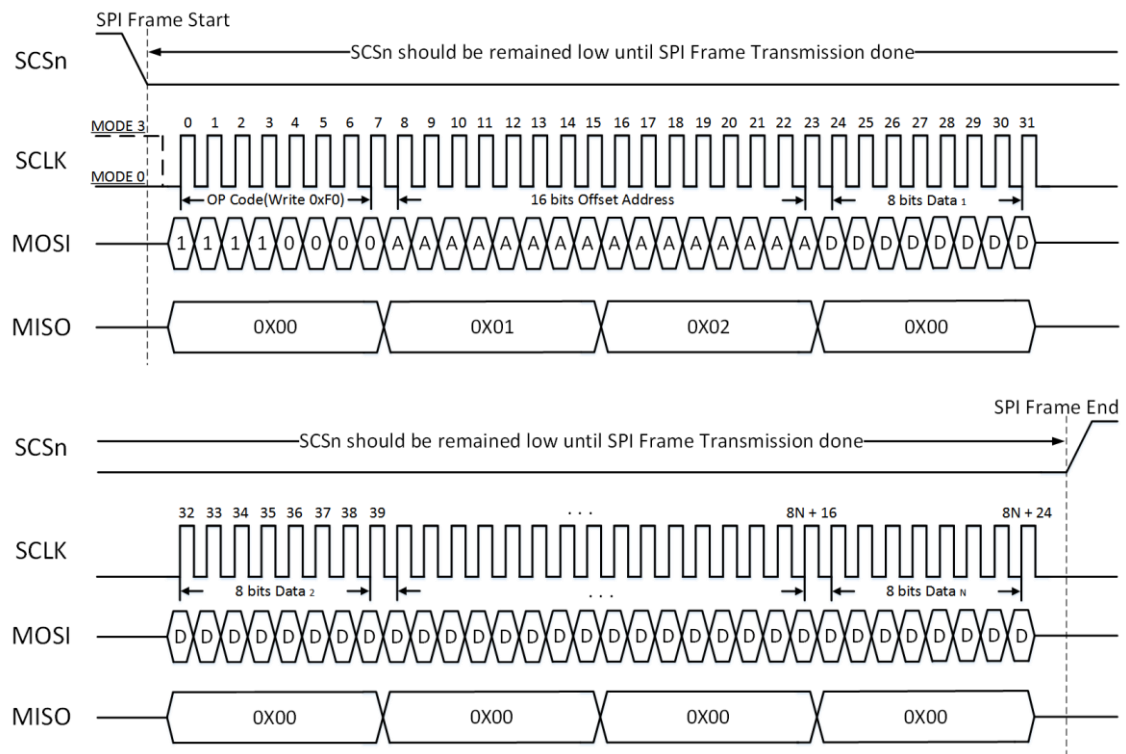 SPI Frame Start
SCSn
SCSn should be remained low until SPI Frame Transmission done
MODE 3
0 1 2 3 4 5 6 7 8 9 10 11 12 13 14 15 16 17 18 19 20 21 22 23 24 25 26 27 28 29 30 31
SCLK
MODE 0
OP Code(Write 0xF0) 16 bits Offset Address 8 bits Data 1
MOSI 1 1 1 1 0 0 0 0 A A A A A A A A A A A A A A A A D D D D D D D D
MISO 0X00 0X01 0X02 0X00
SPI Frame End
SCSn
SCSn should be remained low until SPI Frame Transmission done
32 33 34 35 36 37 38 39 . . . 8N + 16 8N + 24
SCLK
8 bits Data 2 . . . 8 bits Data N
MOSI D D D D D D D D D D D D D D D D D D D D D D D D D D D D D D D D
MISO 0X00 0X00 0X00 0X00